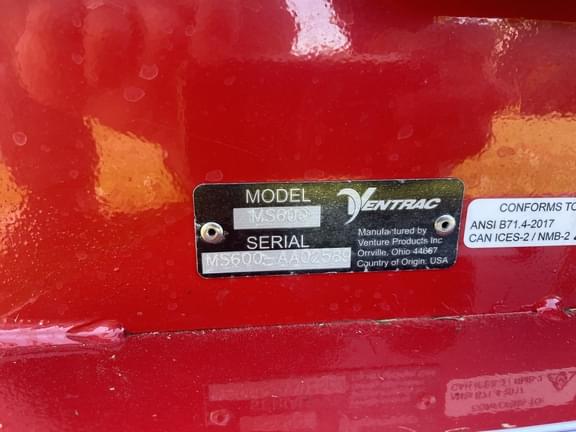 MODEL
MS600
VENTRAC
SERIAL
MS600-AA02589
Manufactured by
Venture Products Inc
Orrville, Ohio 44667
Country of Origin, USA
CONFORMS TO
ANSI B71.4-2017
CAN ICES-2 / NMB-2